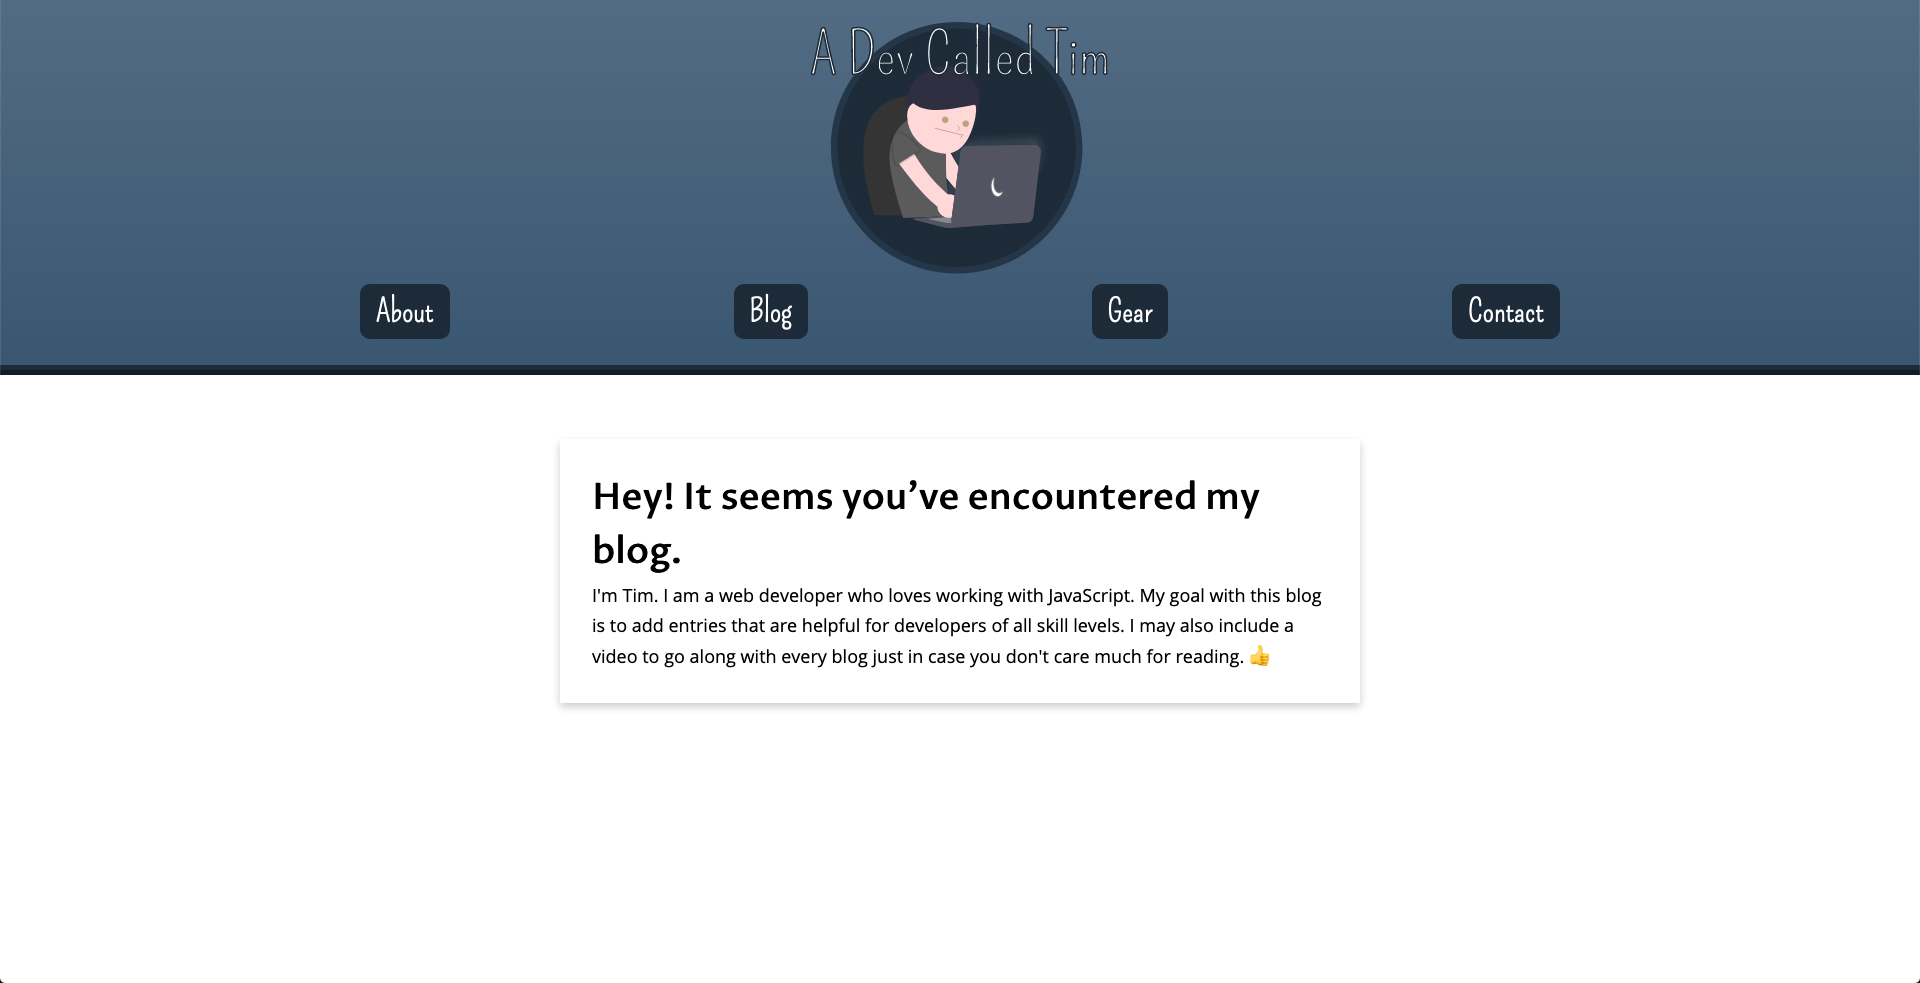 A Dev Called Tim
About
Blog
Gear
Contact
Hey! It seems you’ve encountered my
blog.
I'm Tim. I am a web developer who loves working with JavaScript. My goal with this blog
is to add entries that are helpful for developers of all skill levels. I may also include a
video to go along with every blog just in case you don't care much for reading. 👍